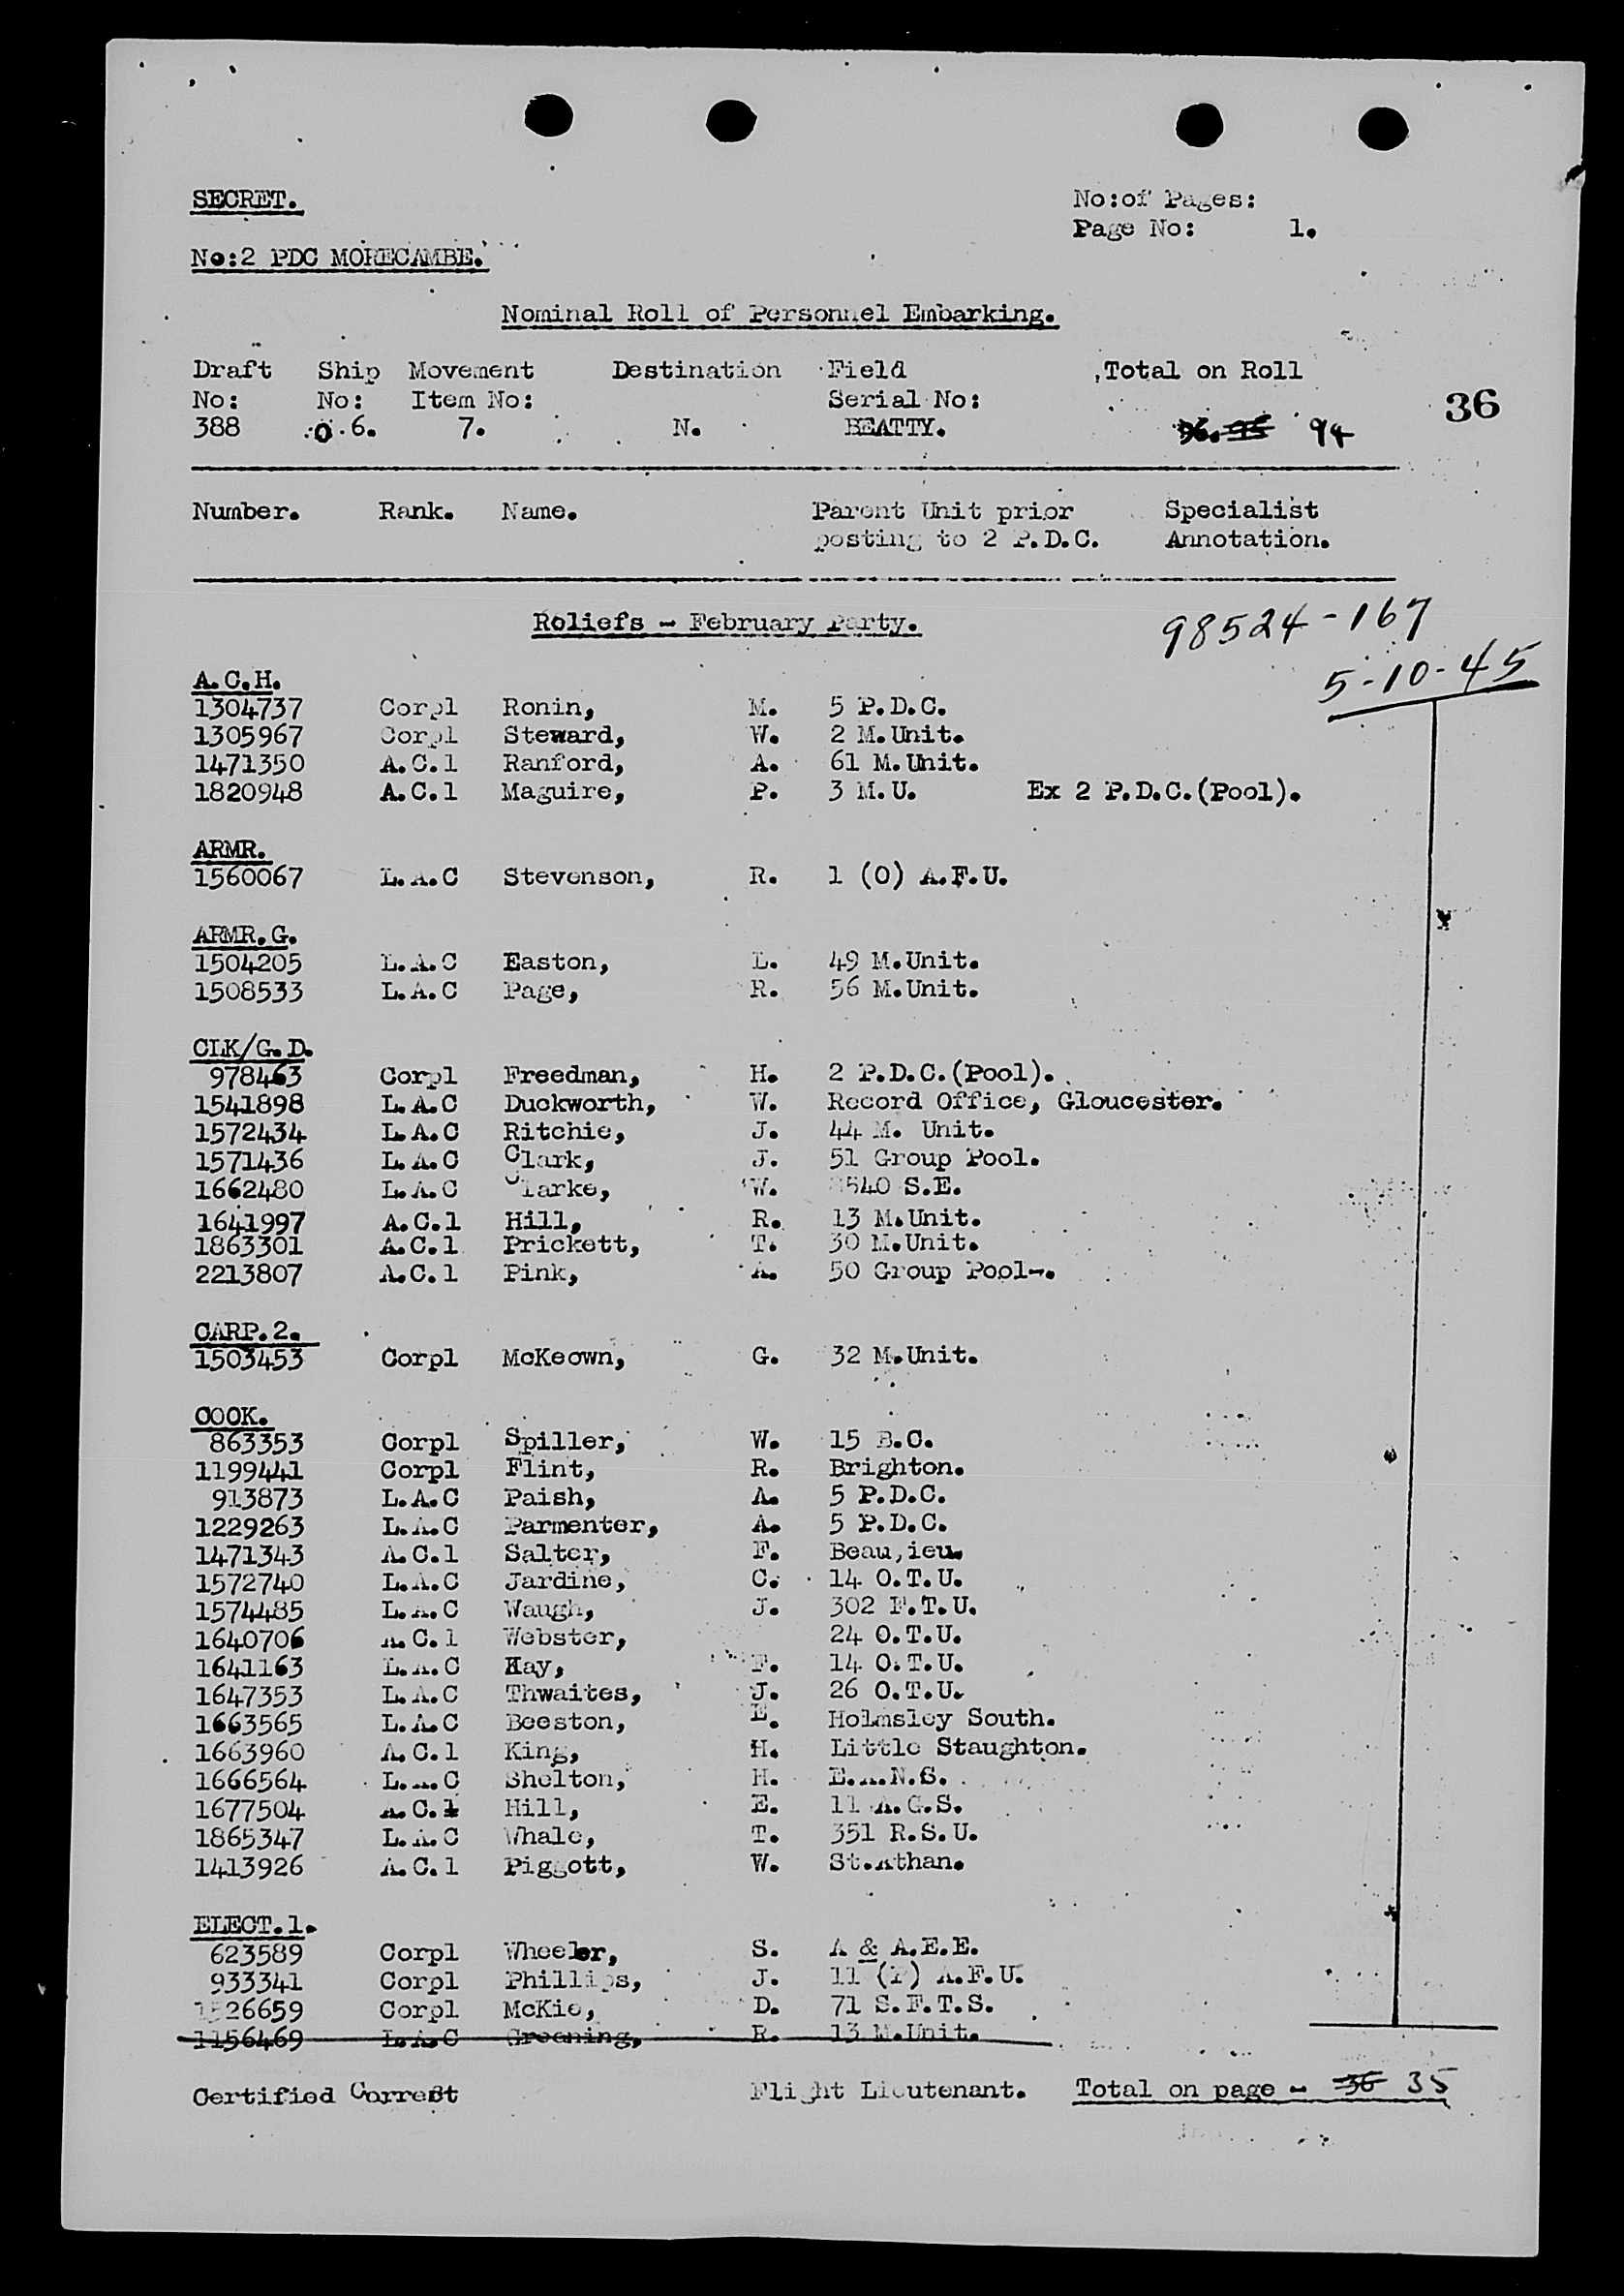 SECRET.
No:of Pages:
Page No: 1.
No:2 PDC MORECAMBE.
Nominal Roll of Personnel Embarking.
Draft Ship Movement Destination Field Total on Roll
No: No: Item No: Serial No:
36
388 O.6. 7. N. BEATTY. 96. 95 94
Number. Rank. Name. Parent Unit prior Specialist
posting to 2 P.D.C. Annotation.
Reliefs - February Party.
98524-167
5-10-45
A.C.H.
1304737 Corpl Ronin, M. 5 P.D.C.
1305967 Corpl Steward, W. 2 M.Unit.
1471350 A.C.1 Ranford, A. 61 M.Unit.
1820948 A.C.1 Maguire, P. 3 M.U. Ex 2 P.D.C.(Pool).
ARMR.
1560067 L.A.C Stevenson, R. 1 (O) A.F.U.
ARMR.G.
1504205 L.A.C Easton, L. 49 M.Unit.
1508533 L.A.C Page, R. 56 M.Unit.
CLK/G.D.
978463 Corpl Freedman, H. 2 P.D.C.(Pool).
1541898 L.A.C Duckworth, W. Record Office, Gloucester.
1572434 L.A.C Ritchie, J. 44 M. Unit.
1571436 L.A.C Clark, J. 51 Group Pool.
1662480 L.A.C Clarke, W. 540 S.E.
1641997 A.C.1 Hill, R. 13 M.Unit.
1863301 A.C.1 Prickett, T. 30 M.Unit.
2213807 A.C.1 Pink, A. 50 Group Pool-.
CARP.2.
1503453 Corpl McKeown, G. 32 M.Unit.
COOK.
863353 Corpl Spiller, W. 15 B.C.
1199441 Corpl Flint, R. Brighton.
913873 L.A.C Paish, A. 5 P.D.C.
1229263 L.A.C Parmenter, A. 5 P.D.C.
1471343 A.C.1 Salter, F. Beau,ieu.
1572740 L.A.C Jardine, C. 14 O.T.U.
1574485 L.A.C Waugh, J. 302 F.T.U.
1640706 A.C.1 Webster, 24 O.T.U.
1641163 L.A.C Hay, F. 14 O.T.U.
1647353 L.A.C Thwaites, J. 26 O.T.U.
1663565 L.A.C Beeston, E. Holmsley South.
1663960 A.C.1 King, H. Little Staughton.
1666564 L.A.C Shelton, H. E.A.N.S.
1677504 A.C.1 Hill, E. 11 A.G.S.
1865347 L.A.C Whale, T. 351 R.S.U.
1413926 A.C.1 Piggott, W. St.Athan.
ELECT.1.
623589 Corpl Wheeler, S. A & A.E.E.
933341 Corpl Phillips, J. 11 (P) A.F.U.
1526659 Corpl McKie, D. 71 S.F.T.S.
1156469 L.A.C Greening, R. 13 M.Unit.
Certified Correct Flight Lieutenant. Total on page - 36 35